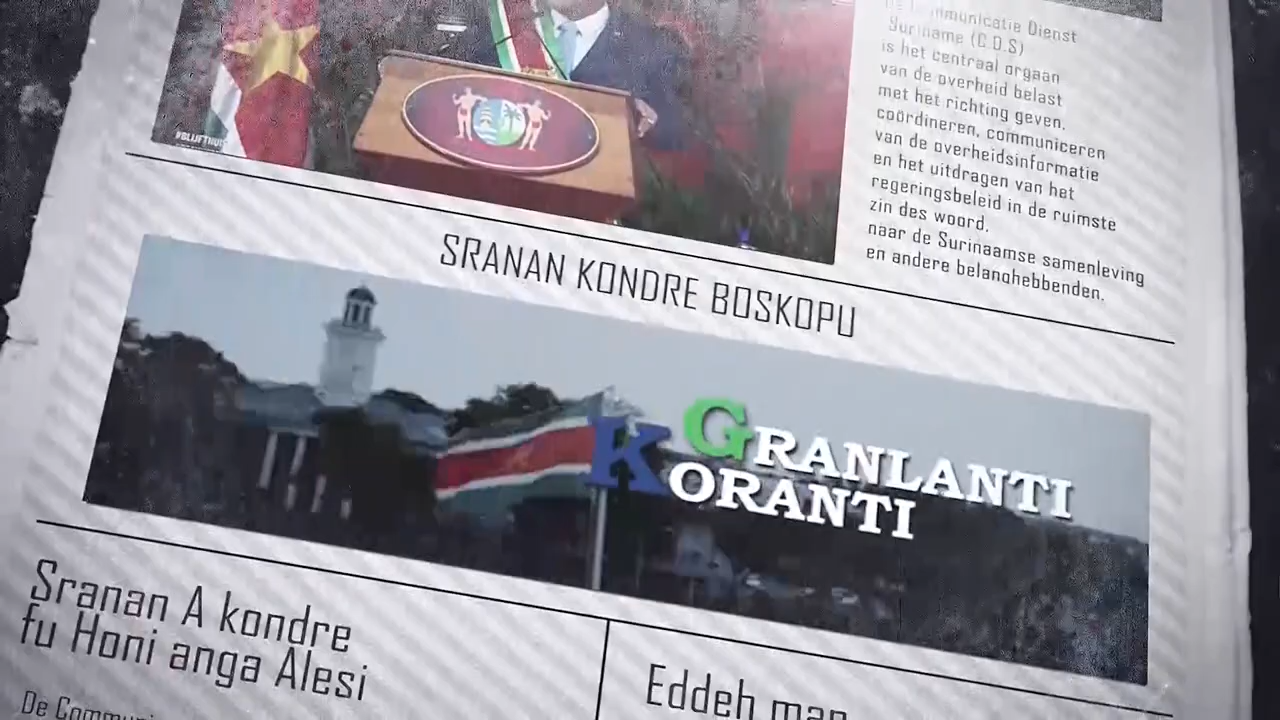 #BLIJFTHUIS
Communicatie Dienst
Suriname (C.D.S)
is het centraal orgaan
van de overheid belast
met het richting geven,
coördineren, communiceren
van de overheidsinformatie
en het uitdragen van het
regeringsbeleid in de ruimste
zin des woord.
naar de Surinaamse samenleving
en andere belanghebbenden.
SRANAN KONDRE BOSKOPU
GRANLANTI
KORANTI
Sranan A kondre
fu Honi anga Alesi
De
Eddeh man